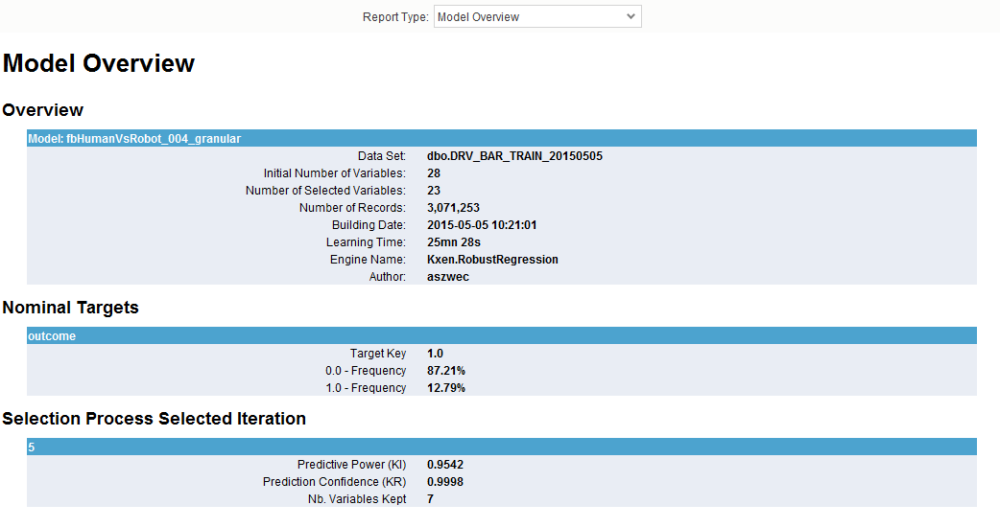 Report Type: Model Overview
Model Overview
Overview
Model: fbHumanVsRobot_004_granular
Data Set: dbo.DRV_BAR_TRAIN_20150505
Initial Number of Variables: 28
Number of Selected Variables: 23
Number of Records: 3,071,253
Building Date: 2015-05-05 10:21:01
Learning Time: 25mn 28s
Engine Name: Kxen.RobustRegression
Author: aszwec
Nominal Targets
outcome
Target Key 1.0
0.0 - Frequency 87.21%
1.0 - Frequency 12.79%
Selection Process Selected Iteration
5
Predictive Power (KI) 0.9542
Prediction Confidence (KR) 0.9998
Nb. Variables Kept 7